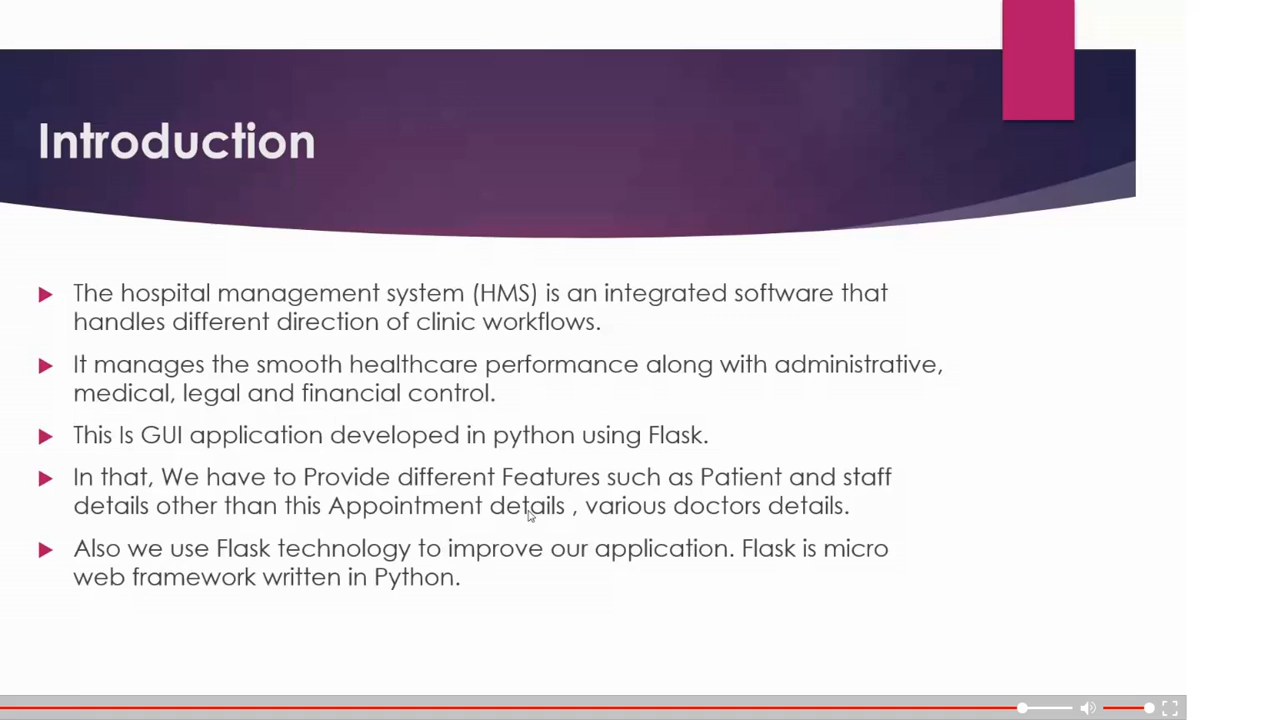 Introduction
The hospital management system (HMS) is an integrated software that
handles different direction of clinic workflows.
It manages the smooth healthcare performance along with administrative,
medical, legal and financial control.
This Is GUI application developed in python using Flask.
In that, We have to Provide different Features such as Patient and staff
details other than this Appointment details , various doctors details.
Also we use Flask technology to improve our application. Flask is micro
web framework written in Python.